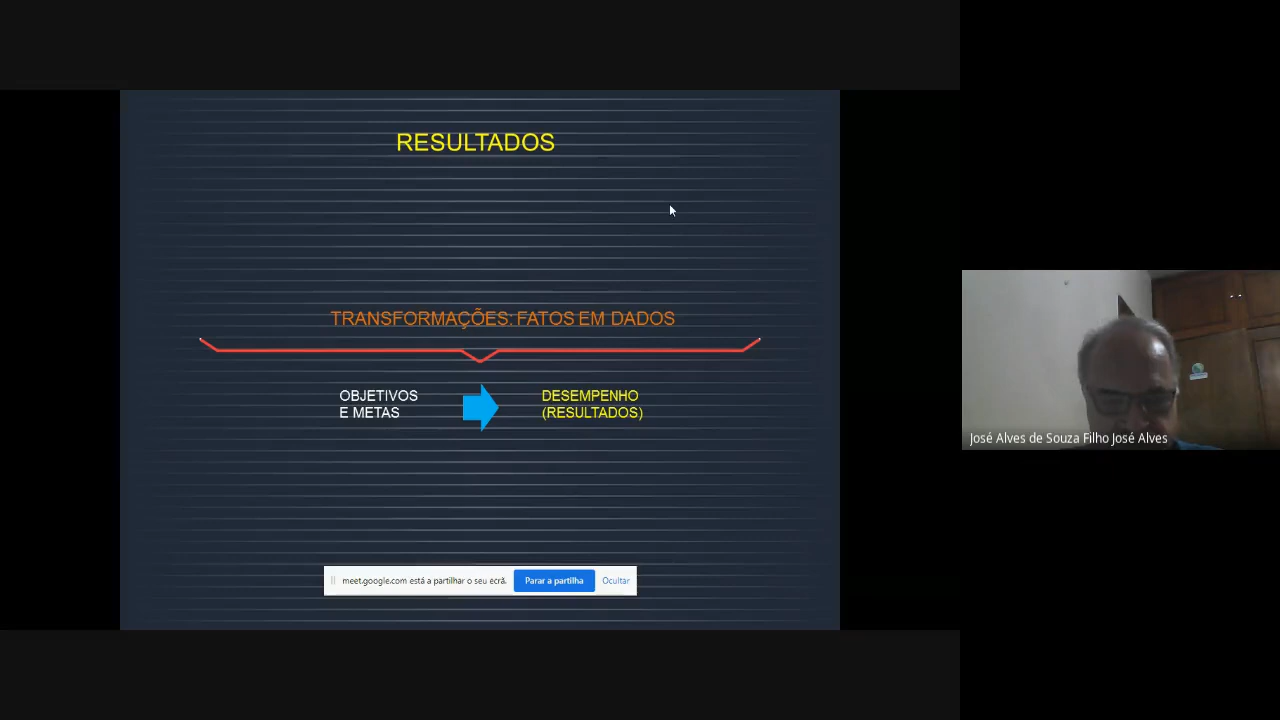 RESULTADOS
TRANSFORMAÇÕES: FATOS EM DADOS
OBJETIVOS
E METAS
DESEMPENHO
(RESULTADOS)
meet.google.com está a partilhar o seu ecrã.
Parar a partilha
Ocultar
José Alves de Souza Filho José Alves